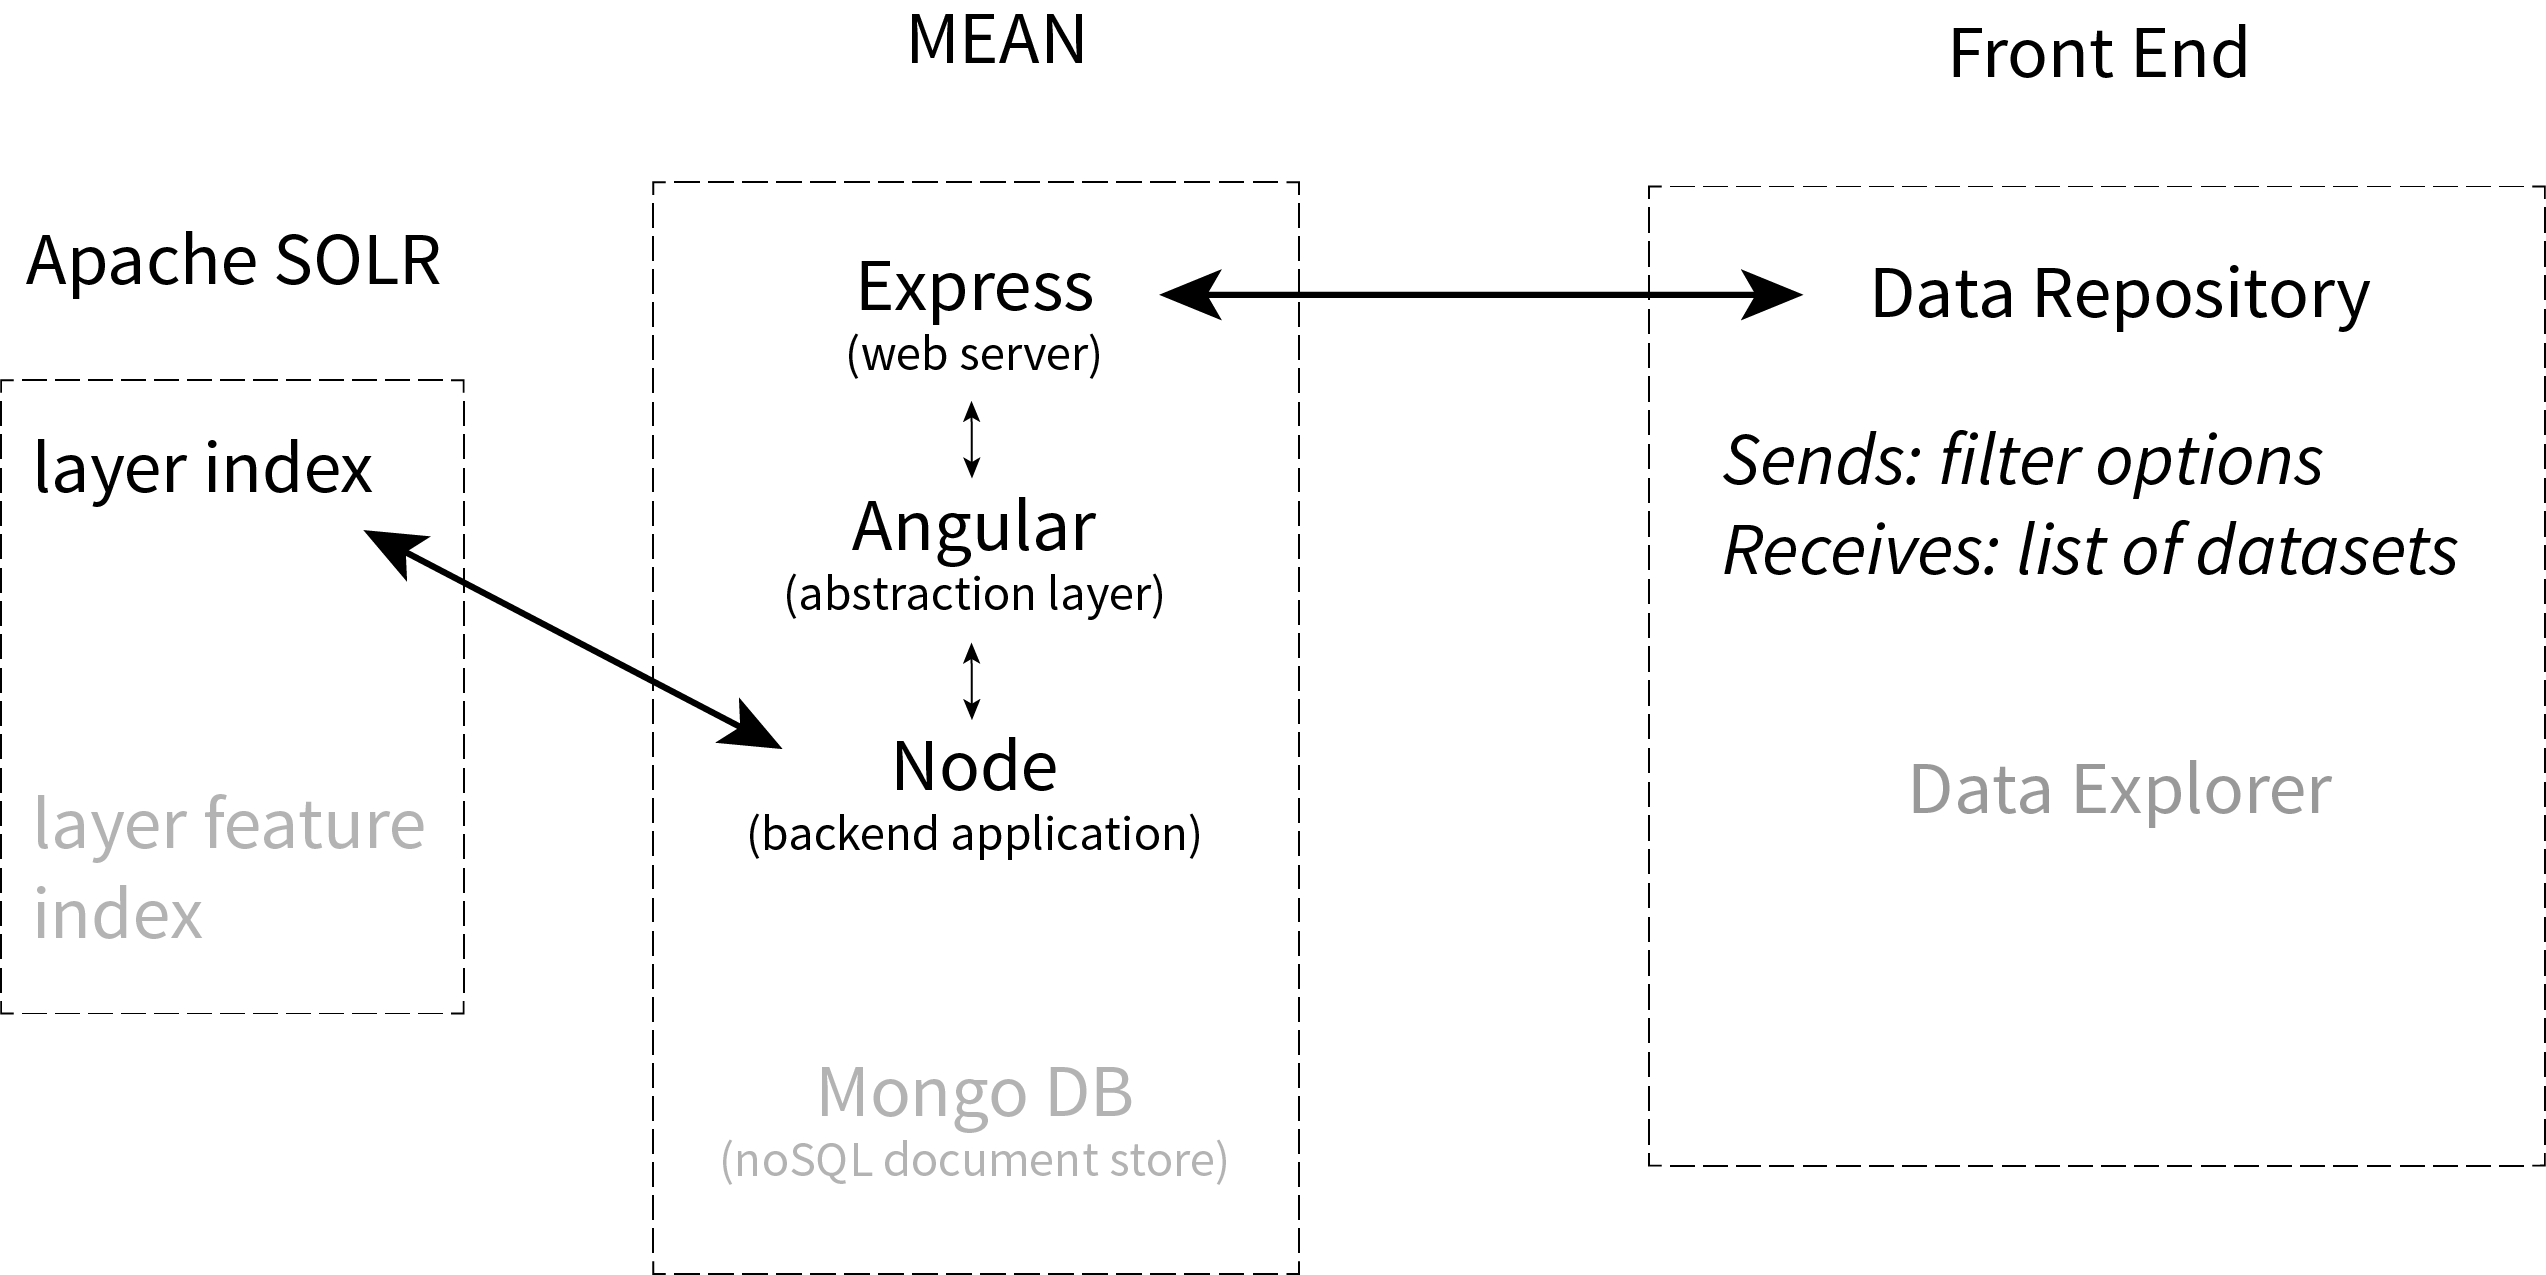 MEAN
Front End
Apache SOLR
layer index
layer feature
index
Express
(web server)
Angular
(abstraction layer)
Node
(backend application)
Mongo DB
(noSQL document store)
Data Repository
Sends: filter options
Receives: list of datasets
Data Explorer